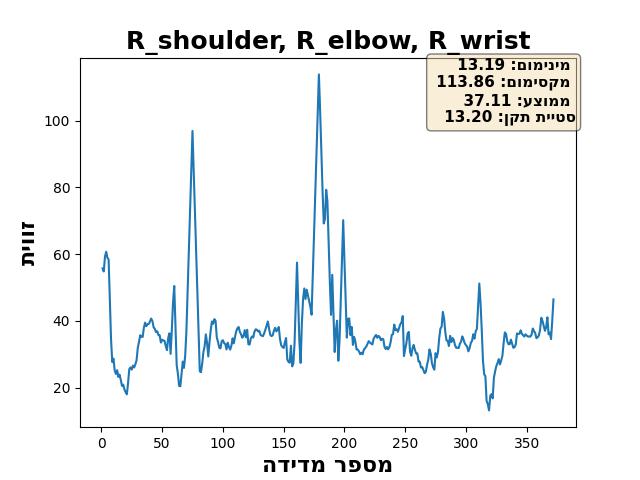 R_shoulder, R_elbow, R_wrist
מינימום: 13.19
מקסימום: 113.86
ממוצע: 37.11
סטיית תקן: 13.20
זווית
100
80
60
40
20
0 50 100 150 200 250 300 350
מספר מדידה